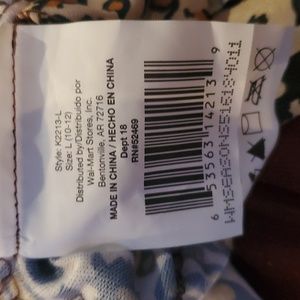 Style: K2213-L
Size: L (10-12)
Distributed by/Distribuido por
Wal-Mart Stores, Inc.
Bentonville, AR 72716
MADE IN CHINA / HECHO EN CHINA
Dept 18
RN#52469
6 53563 14213 9